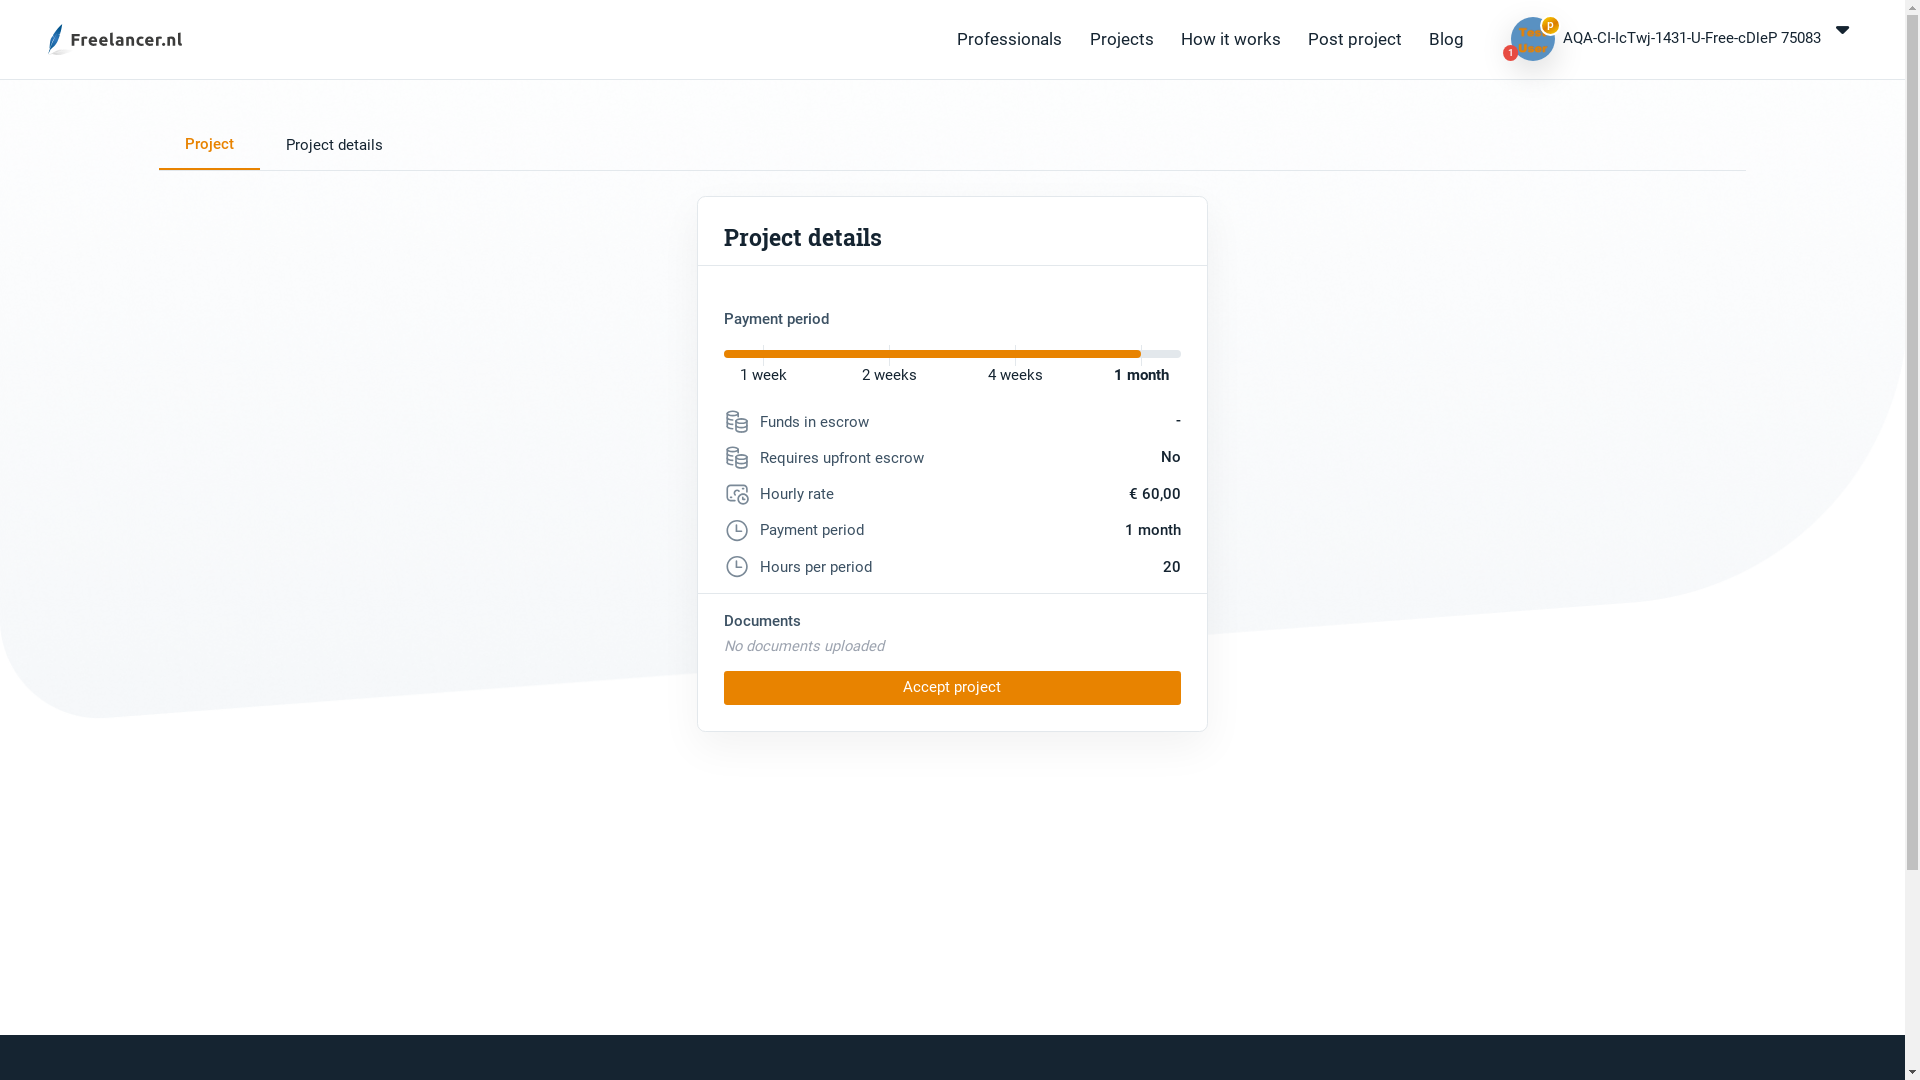 Freelancer.nl
Professionals
Projects
How it works
Post project
Blog
P
1
AQA-CI-IcTwj-1431-U-Free-cDleP 75083
Project
Project details
Project details
Payment period
1 week
2 weeks
4 weeks
1 month
Funds in escrow
-
Requires upfront escrow
No
Hourly rate
€ 60,00
Payment period
1 month
Hours per period
20
Documents
No documents uploaded
Accept project